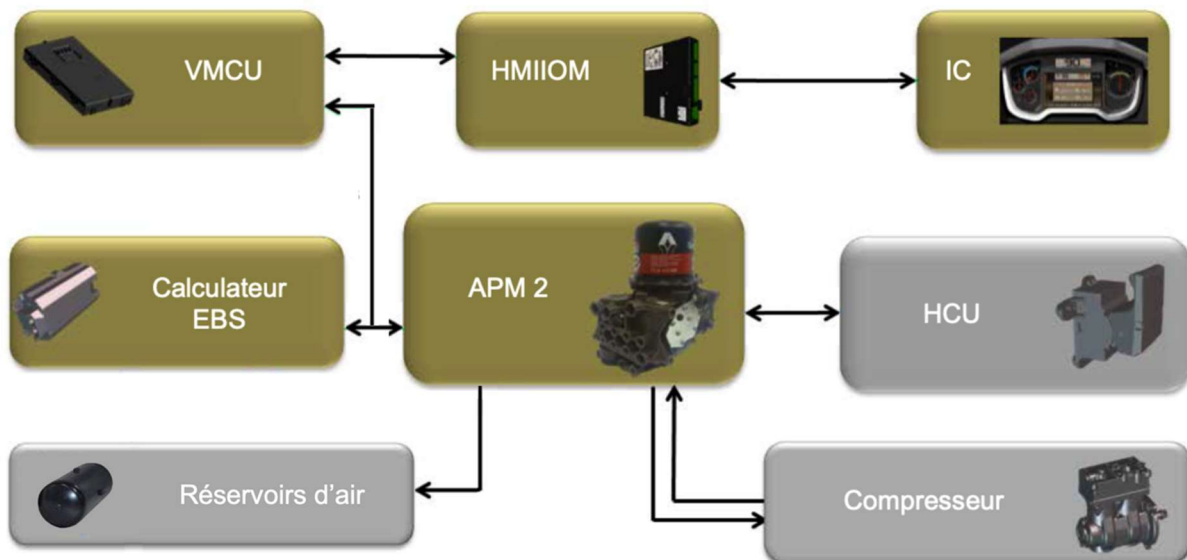 VMCU
HMIIOM
IC
Calculateur
EBS
APM 2
HCU
Réservoirs d'air
Compresseur